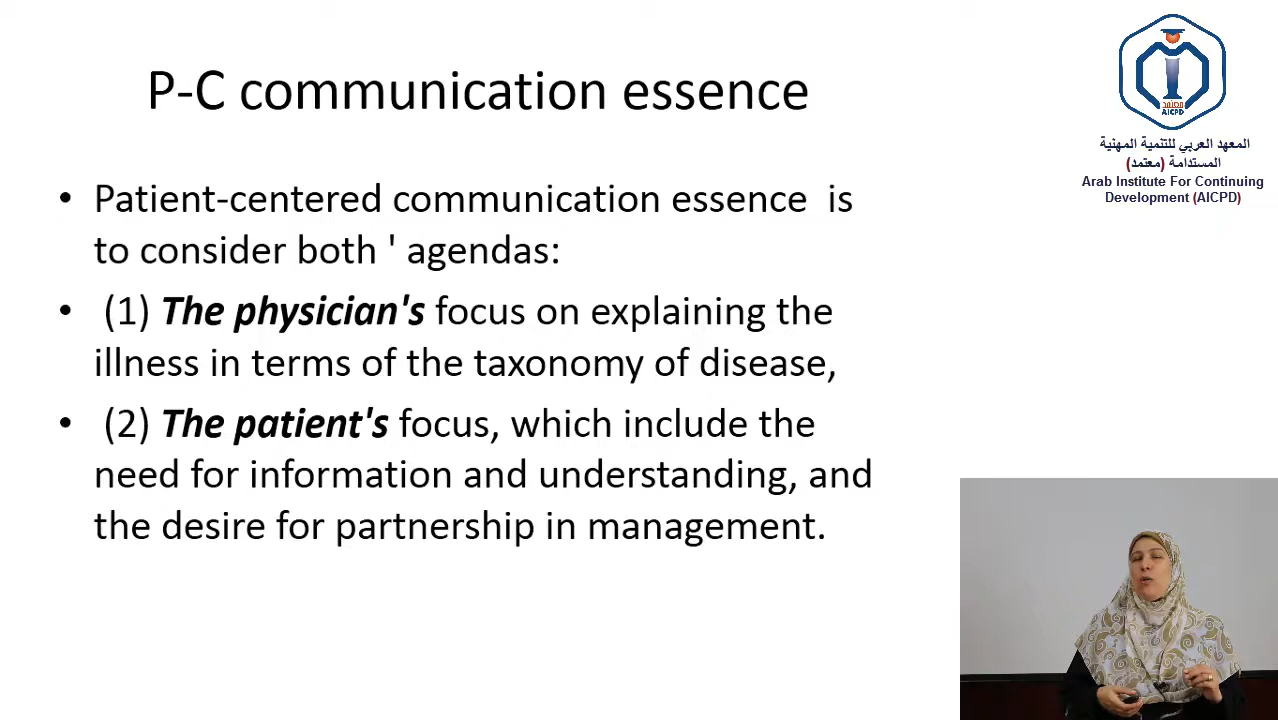 P-C communication essence
• Patient-centered communication essence  is
to consider both ' agendas:
•  (1) The physician's focus on explaining the
illness in terms of the taxonomy of disease,
•  (2) The patient's focus, which include the
need for information and understanding, and
the desire for partnership in management.
معتمد
AICPD
المعهد العربي للتنمية المهنية
المستدامة (معتمد)
Arab Institute For Continuing
Development (AICPD)